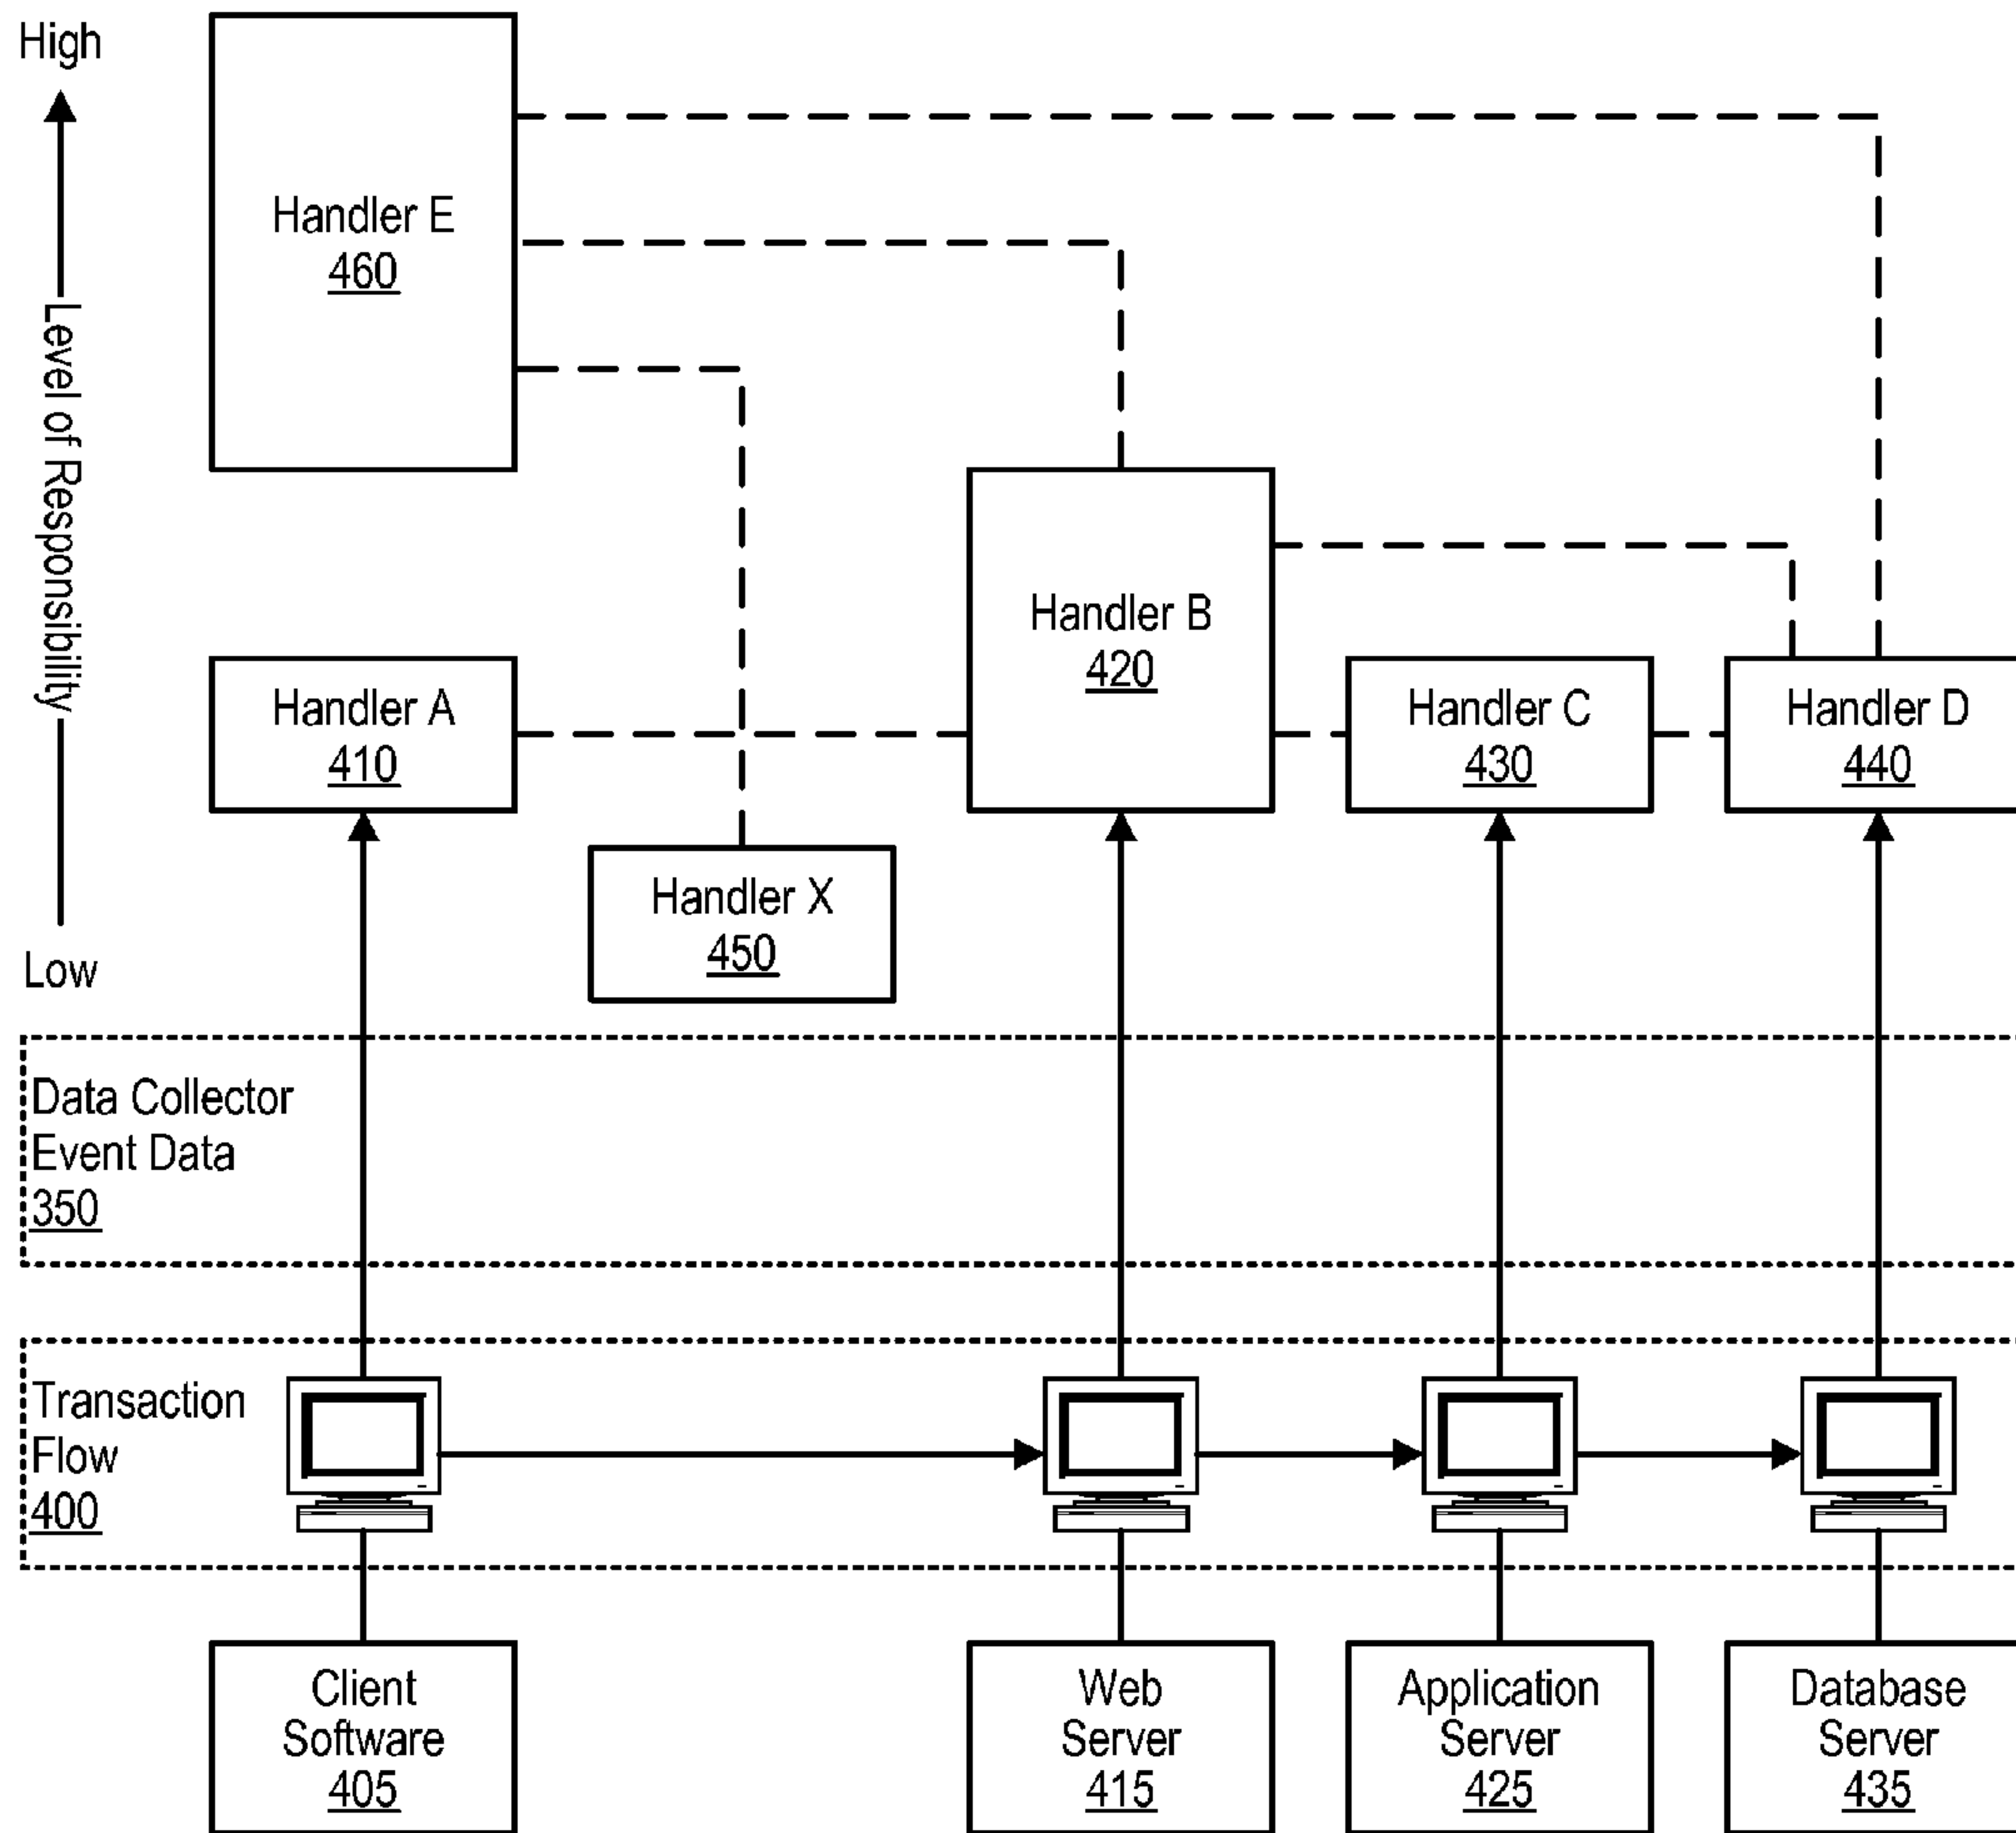 High
Level of Responsibility
Low
Handler E
460
Handler B
420
Handler A
410
Handler C
430
Handler D
440
Handler X
450
Data Collector
Event Data
350
Transaction
Flow
400
Client
Software
405
Web
Server
415
Application
Server
425
Database
Server
435